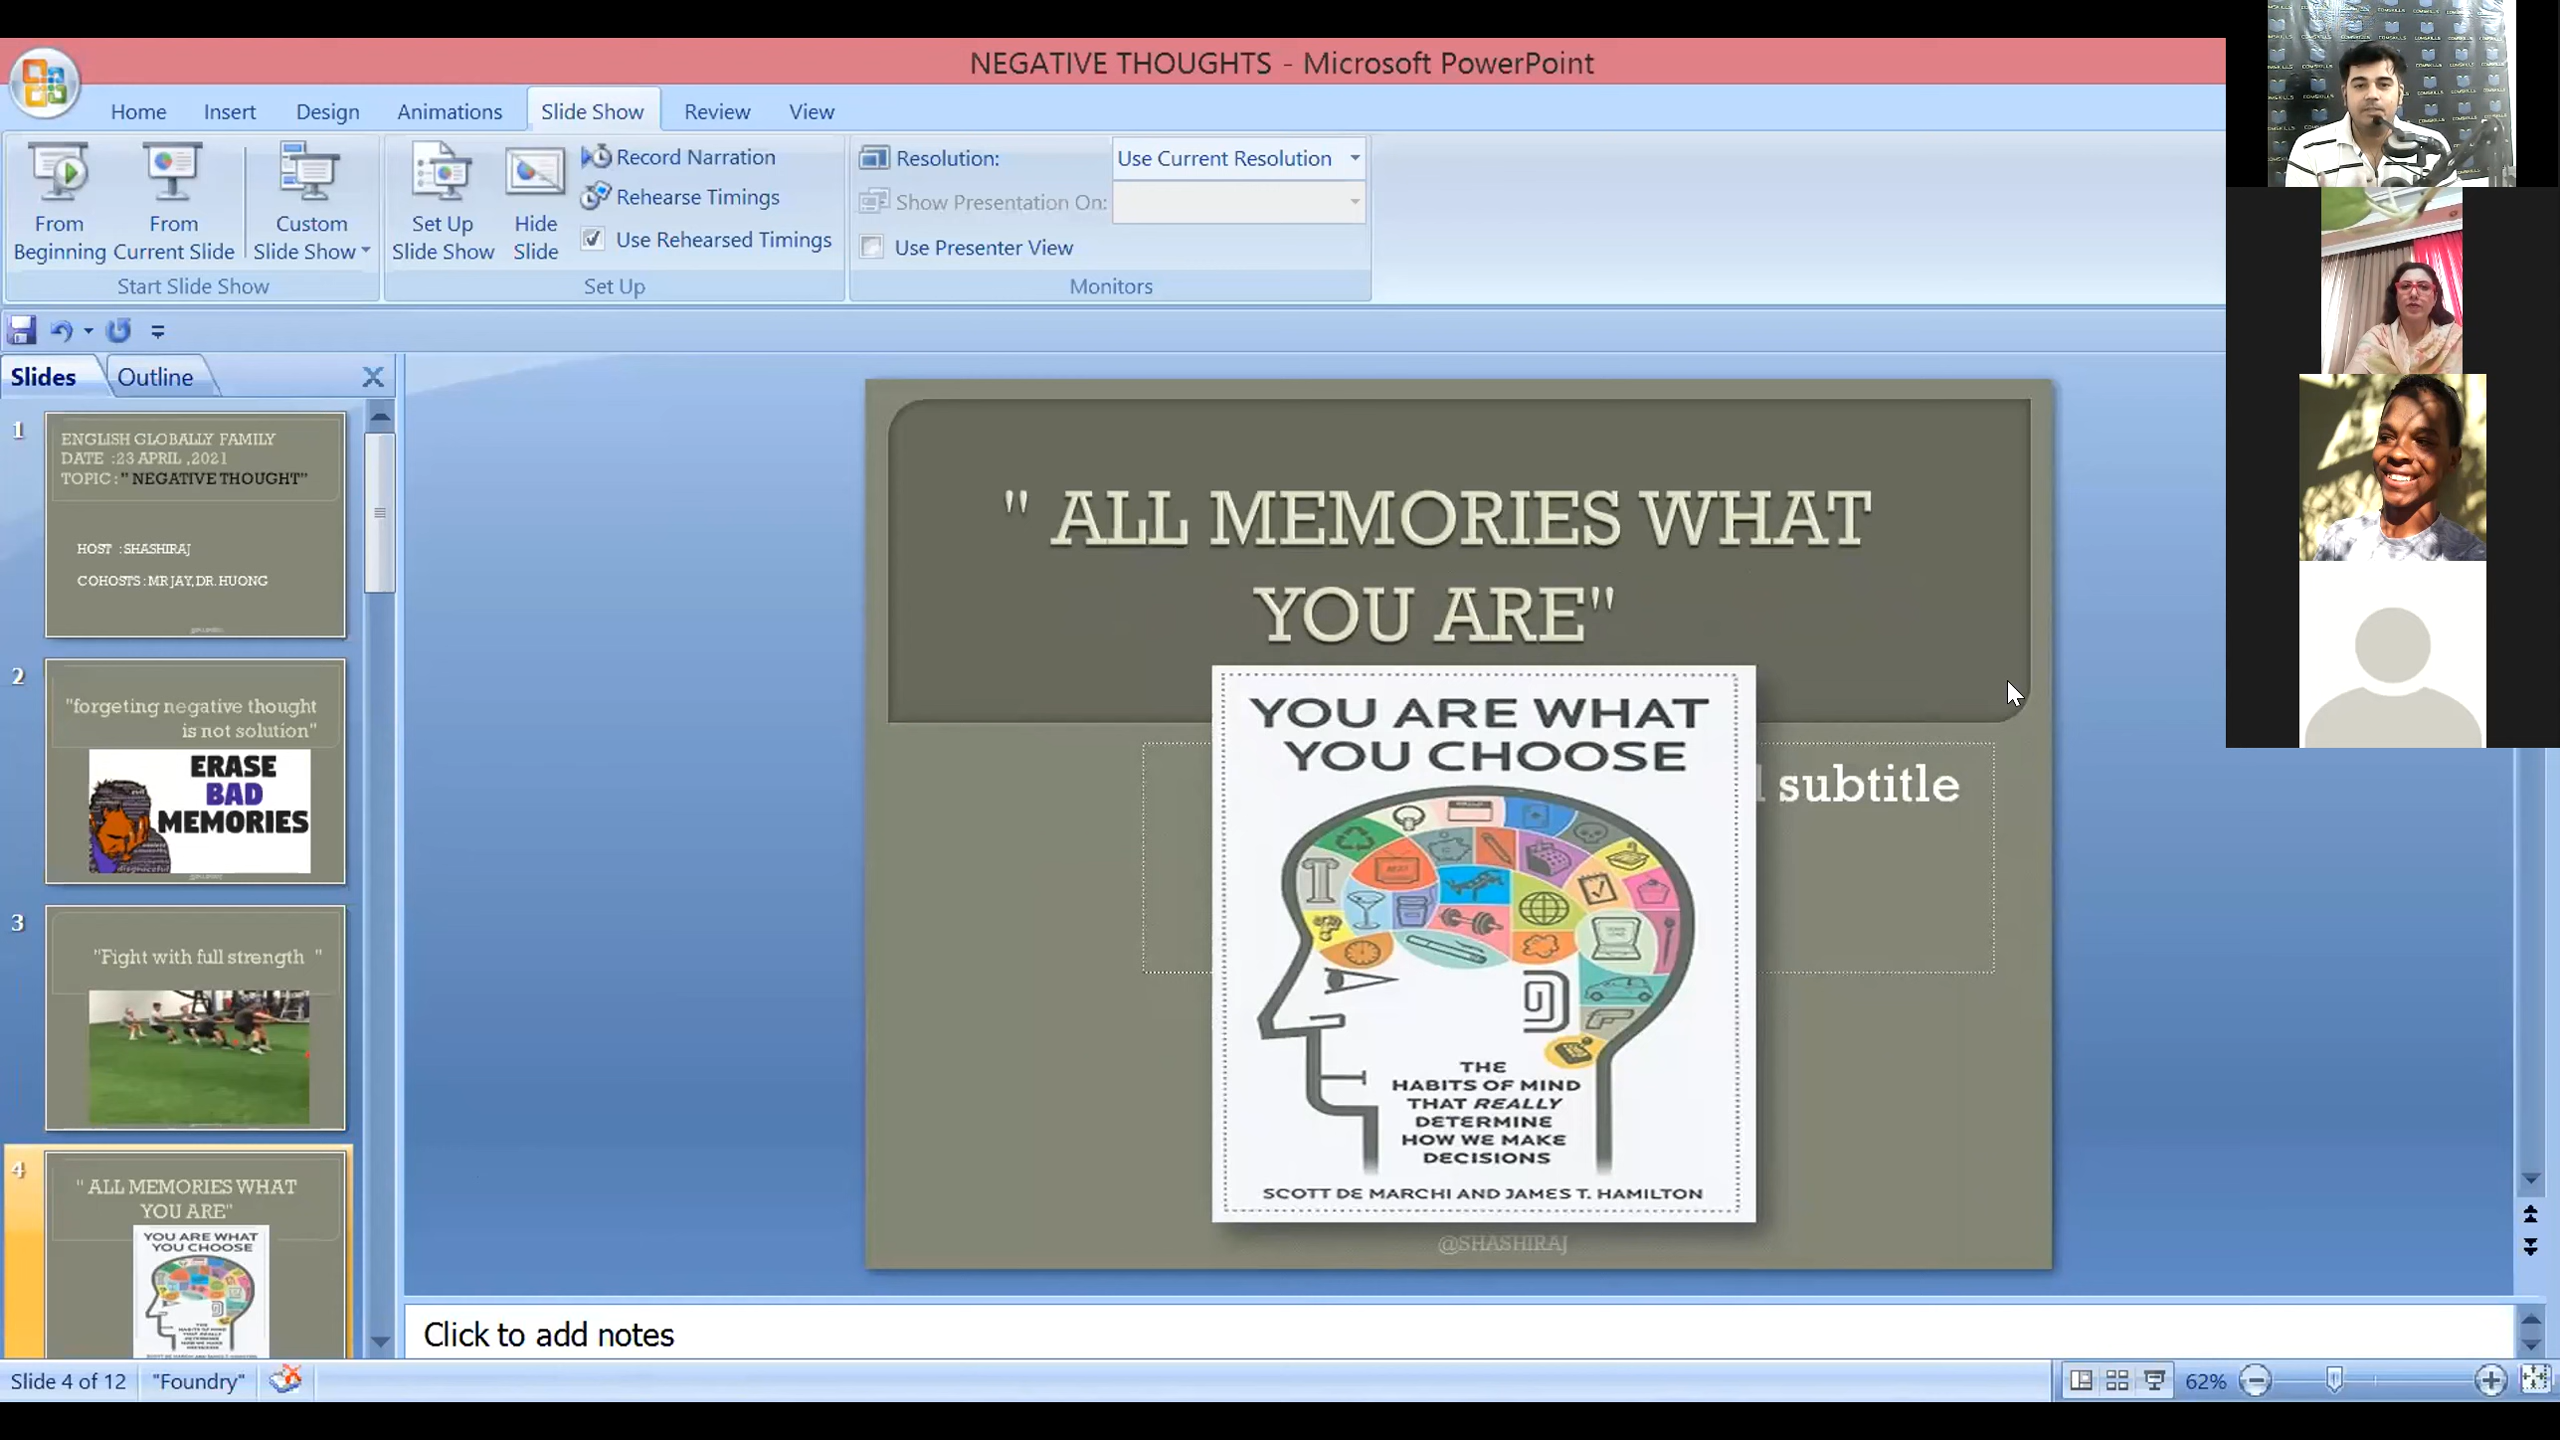 NEGATIVE THOUGHTS - Microsoft PowerPoint
Home Insert Design Animations Slide Show Review View
From Beginning
From Current Slide
Custom Slide Show
Start Slide Show
Set Up Slide Show
Hide Slide
Record Narration
Rehearse Timings
Use Rehearsed Timings
Set Up
Resolution: Use Current Resolution
Show Presentation On:
Use Presenter View
Monitors
Slides Outline
1
ENGLISH GLOBALLY FAMILY
DATE :23 APRIL ,2021
TOPIC : " NEGATIVE THOUGHT"
HOST : SHASHIRAJ
COHOSTS : MR JAY, DR. HUONG
2
"forgeting negative thought
is not solution"
ERASE
BAD
MEMORIES
3
"Fight with full strength "
4
" ALL MEMORIES WHAT
YOU ARE"
YOU ARE WHAT
YOU CHOOSE
" ALL MEMORIES WHAT
YOU ARE"
subtitle
YOU ARE WHAT
YOU CHOOSE
THE
HABITS OF MIND
THAT REALLY
DETERMINE
HOW WE MAKE
DECISIONS
SCOTT DE MARCHI AND JAMES T. HAMILTON
@SHASHIRAJ
Click to add notes
Slide 4 of 12 "Foundry" 62%
COMSKILLS